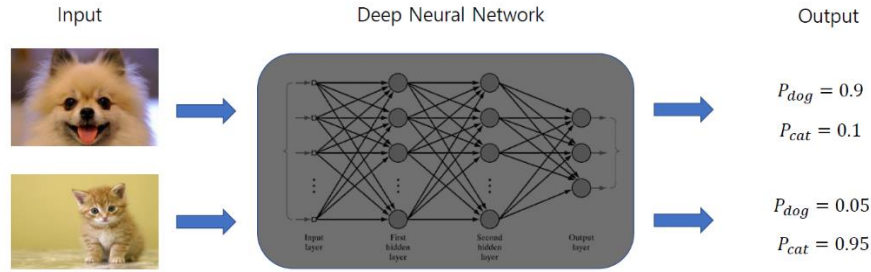 Input
Deep Neural Network
Output
P_dog = 0.9
P_cat = 0.1
P_dog = 0.05
P_cat = 0.95
Input
layer
First
hidden
layer
Second
hidden
layer
Output
layer